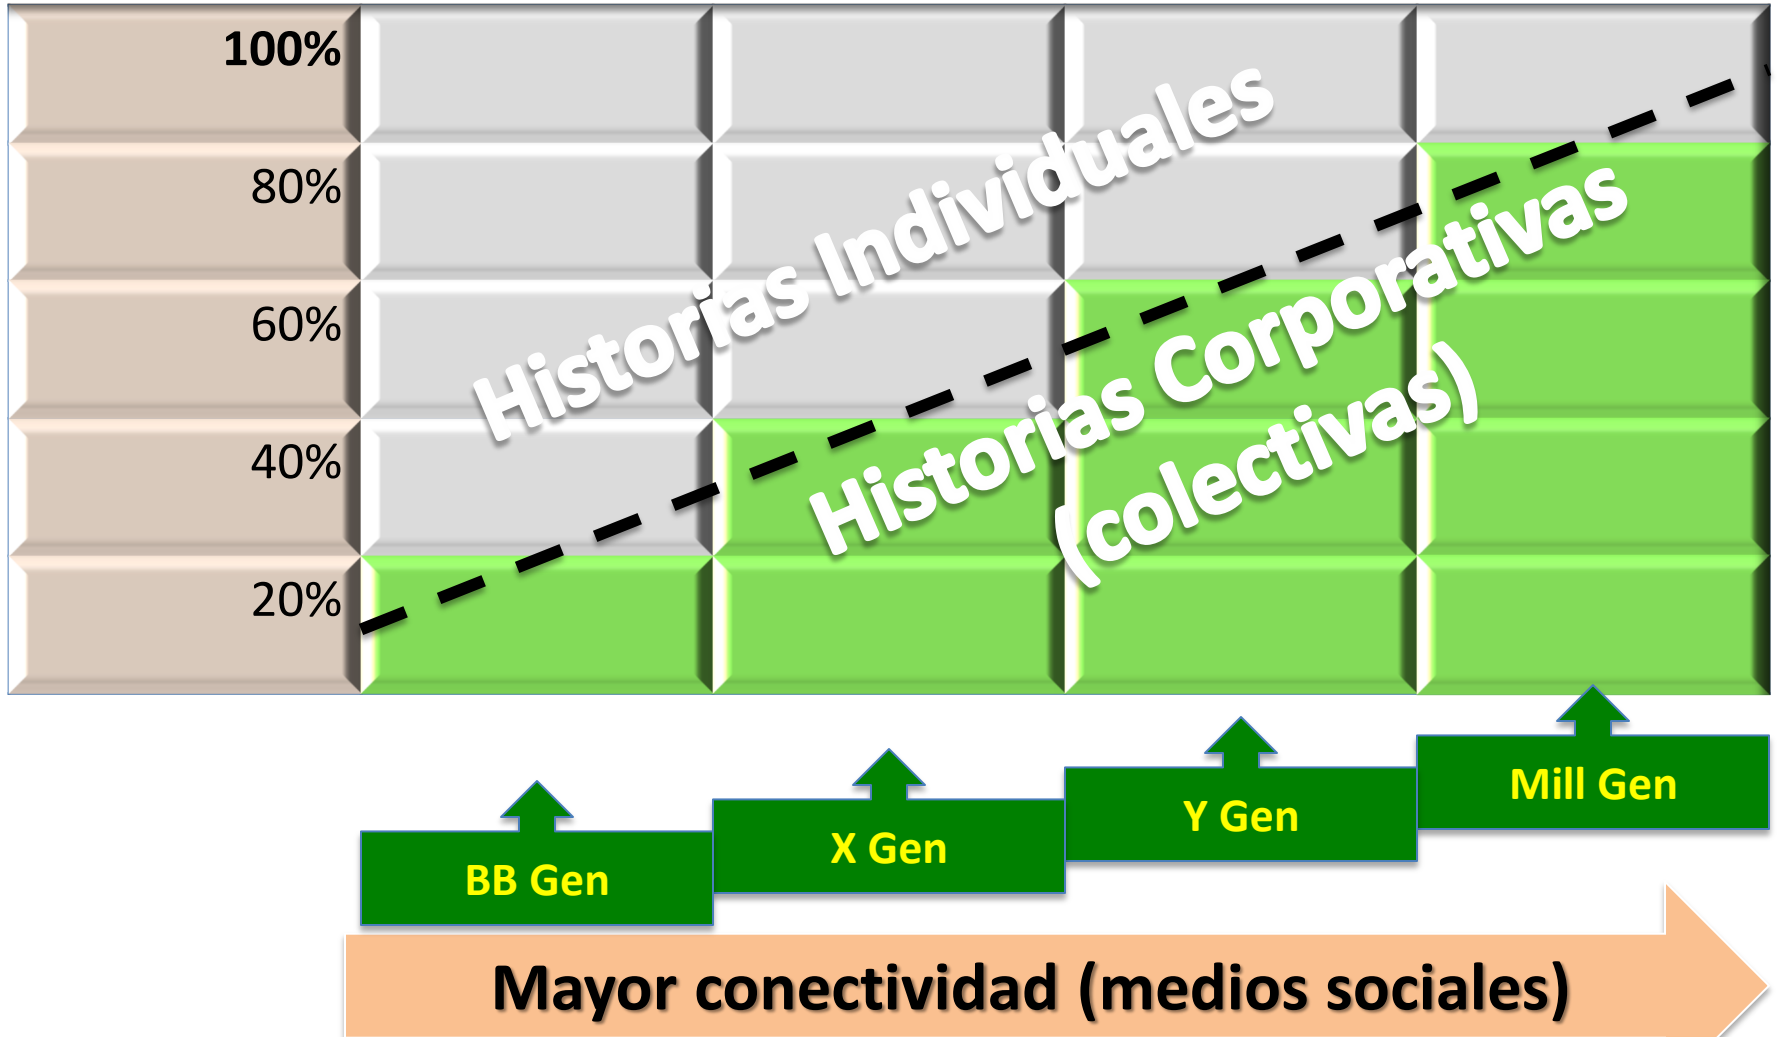 100%
80%
60%
40%
20%
Historias Individuales
Historias Corporativas
(colectivas)
BB Gen
X Gen
Y Gen
Mill Gen
Mayor conectividad (medios sociales)